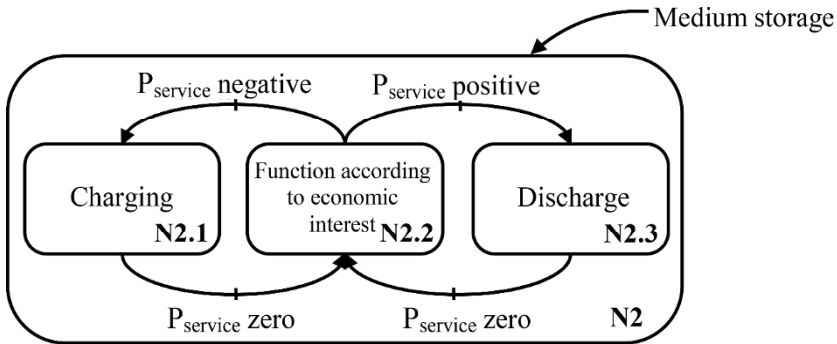 Medium storage
P_service negative
P_service positive
Charging
N2.1
Function according
to economic
interest
N2.2
Discharge
N2.3
P_service zero
P_service zero
N2